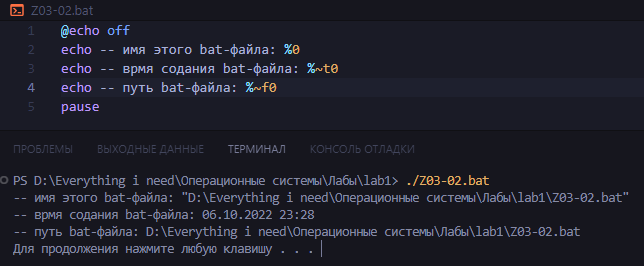 Z03-02.bat
1 @echo off
2 echo -- имя этого bat-файла: %0
3 echo -- врмя содания bat-файла: %~t0
4 echo -- путь bat-файла: %~f0
5 pause
ПРОБЛЕМЫ ВЫХОДНЫЕ ДАННЫЕ ТЕРМИНАЛ КОНСОЛЬ ОТЛАДКИ
PS D:\Everything i need\Операционные системы\Лабы\lab1> ./Z03-02.bat
-- имя этого bat-файла: "D:\Everything i need\Операционные системы\Лабы\lab1\Z03-02.bat"
-- врмя содания bat-файла: 06.10.2022 23:28
-- путь bat-файла: D:\Everything i need\Операционные системы\Лабы\lab1\Z03-02.bat
Для продолжения нажмите любую клавишу . . .